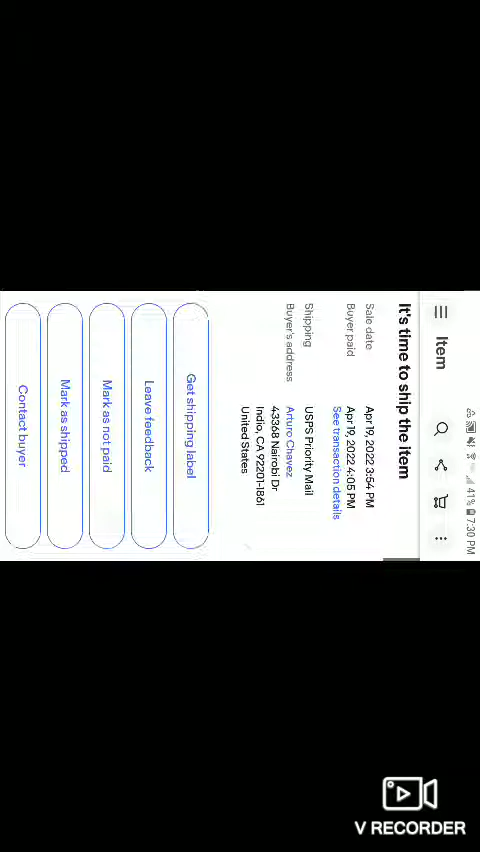 7:30 PM
41%
Item
It's time to ship the item
Sale date
Apr 19, 2022 3:54 PM
Buyer paid
Apr 19, 2022 4:05 PM
See transaction details
Shipping
USPS Priority Mail
Buyer's address
Arturo Chavez
43368 Nairobi Dr
Indio, CA 92201-1861
United States
Get shipping label
Leave feedback
Mark as not paid
Mark as shipped
Contact buyer
V RECORDER